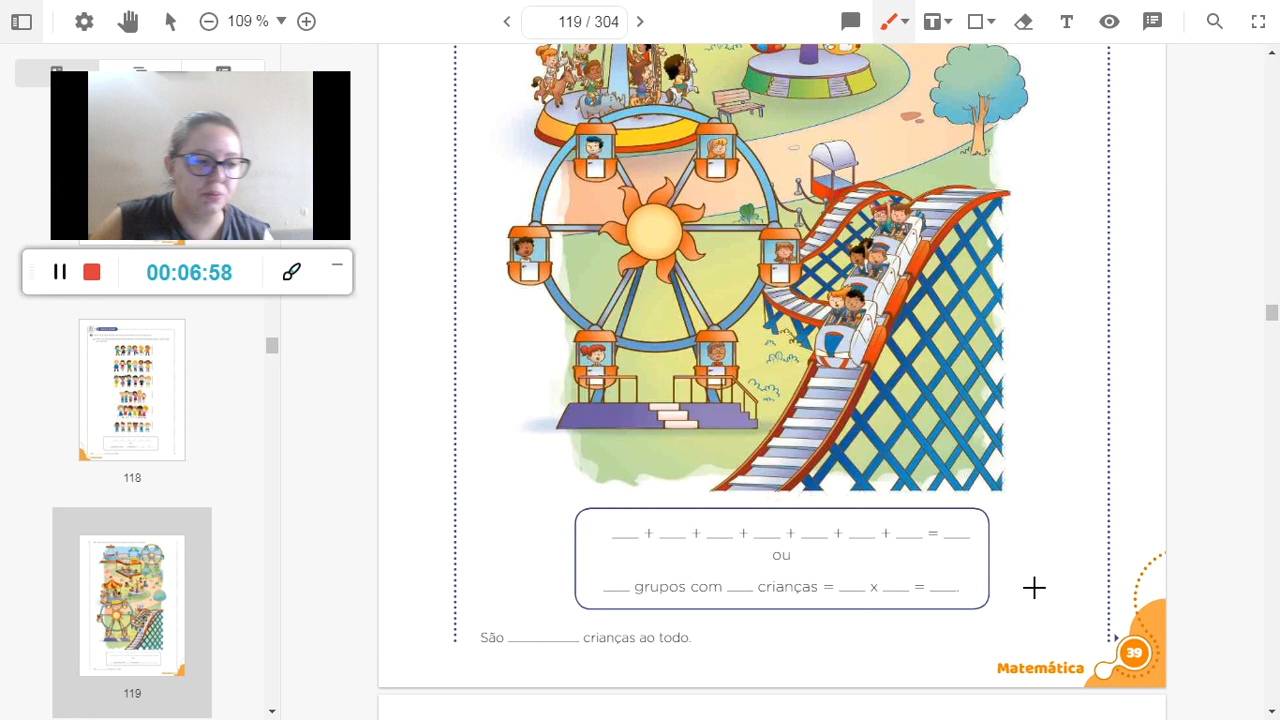 109 %
119 / 304
T
T
00:06:58
118
119
___ + ___ + ___ + ___ + ___ + ___ + ___ = ___
ou
___ grupos com ___ crianças = ___ x ___ = ___.
São _________ crianças ao todo.
Matemática
39